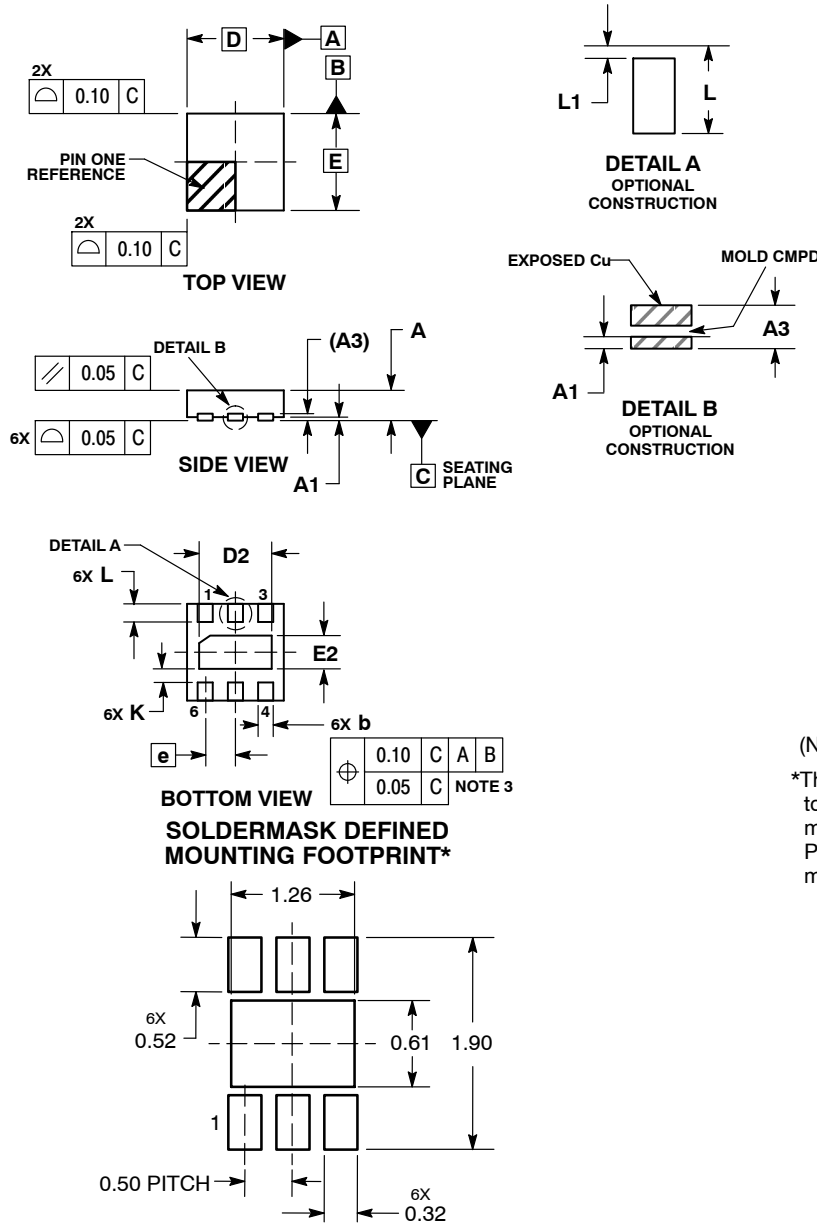 D
A
B
2X
⌓ 0.10 C
PIN ONE
REFERENCE
E
2X
⌓ 0.10 C
TOP VIEW
L1
L
DETAIL A
OPTIONAL
CONSTRUCTION
EXPOSED Cu
MOLD CMPD
A3
A1
DETAIL B
OPTIONAL
CONSTRUCTION
DETAIL B
(A3)
A
// 0.05 C
6X ⌓ 0.05 C
SIDE VIEW
A1
C SEATING
PLANE
DETAIL A
D2
6X L
1 3
E2
6X K
6 4
6X b
e
⌖ 0.10 C A B
0.05 C NOTE 3
BOTTOM VIEW
SOLDERMASK DEFINED
MOUNTING FOOTPRINT*
1.26
6X
0.52
0.61 1.90
1
0.50 PITCH
6X
0.32
(N
*Th
to
m
P
m